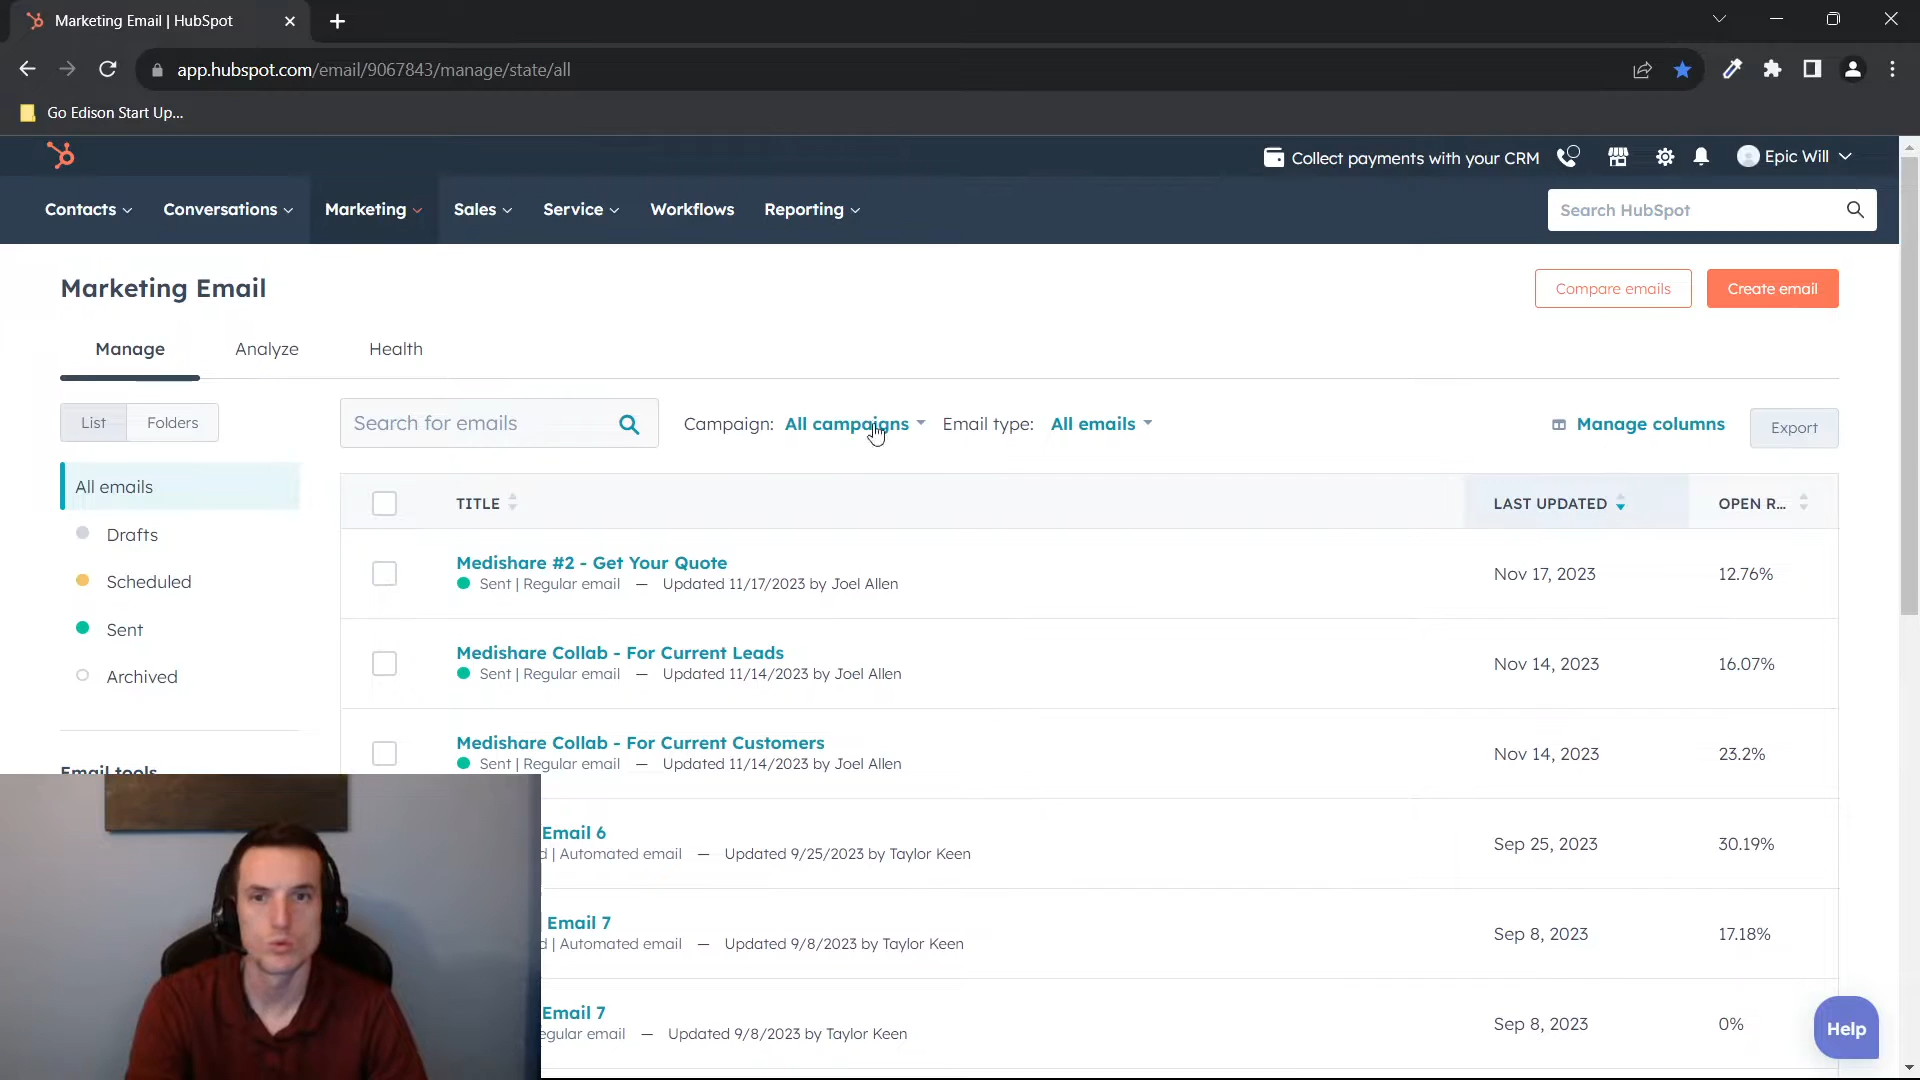 Marketing Email | HubSpot
app.hubspot.com/email/9067843/manage/state/all
Go Edison Start Up...
Collect payments with your CRM
Epic Will
Contacts
Conversations
Marketing
Sales
Service
Workflows
Reporting
Search HubSpot
Marketing Email
Compare emails
Create email
Manage
Analyze
Health
List
Folders
Search for emails
Campaign: All campaigns
Email type: All emails
Manage columns
Export
All emails
Drafts
Scheduled
Sent
Archived
Email tools
TITLE
LAST UPDATED
OPEN R...
Medishare #2 - Get Your Quote
Sent | Regular email — Updated 11/17/2023 by Joel Allen
Nov 17, 2023
12.76%
Medishare Collab - For Current Leads
Sent | Regular email — Updated 11/14/2023 by Joel Allen
Nov 14, 2023
16.07%
Medishare Collab - For Current Customers
Sent | Regular email — Updated 11/14/2023 by Joel Allen
Nov 14, 2023
23.2%
Email 6
d | Automated email — Updated 9/25/2023 by Taylor Keen
Sep 25, 2023
30.19%
Email 7
d | Automated email — Updated 9/8/2023 by Taylor Keen
Sep 8, 2023
17.18%
Email 7
egular email — Updated 9/8/2023 by Taylor Keen
Sep 8, 2023
0%
Help